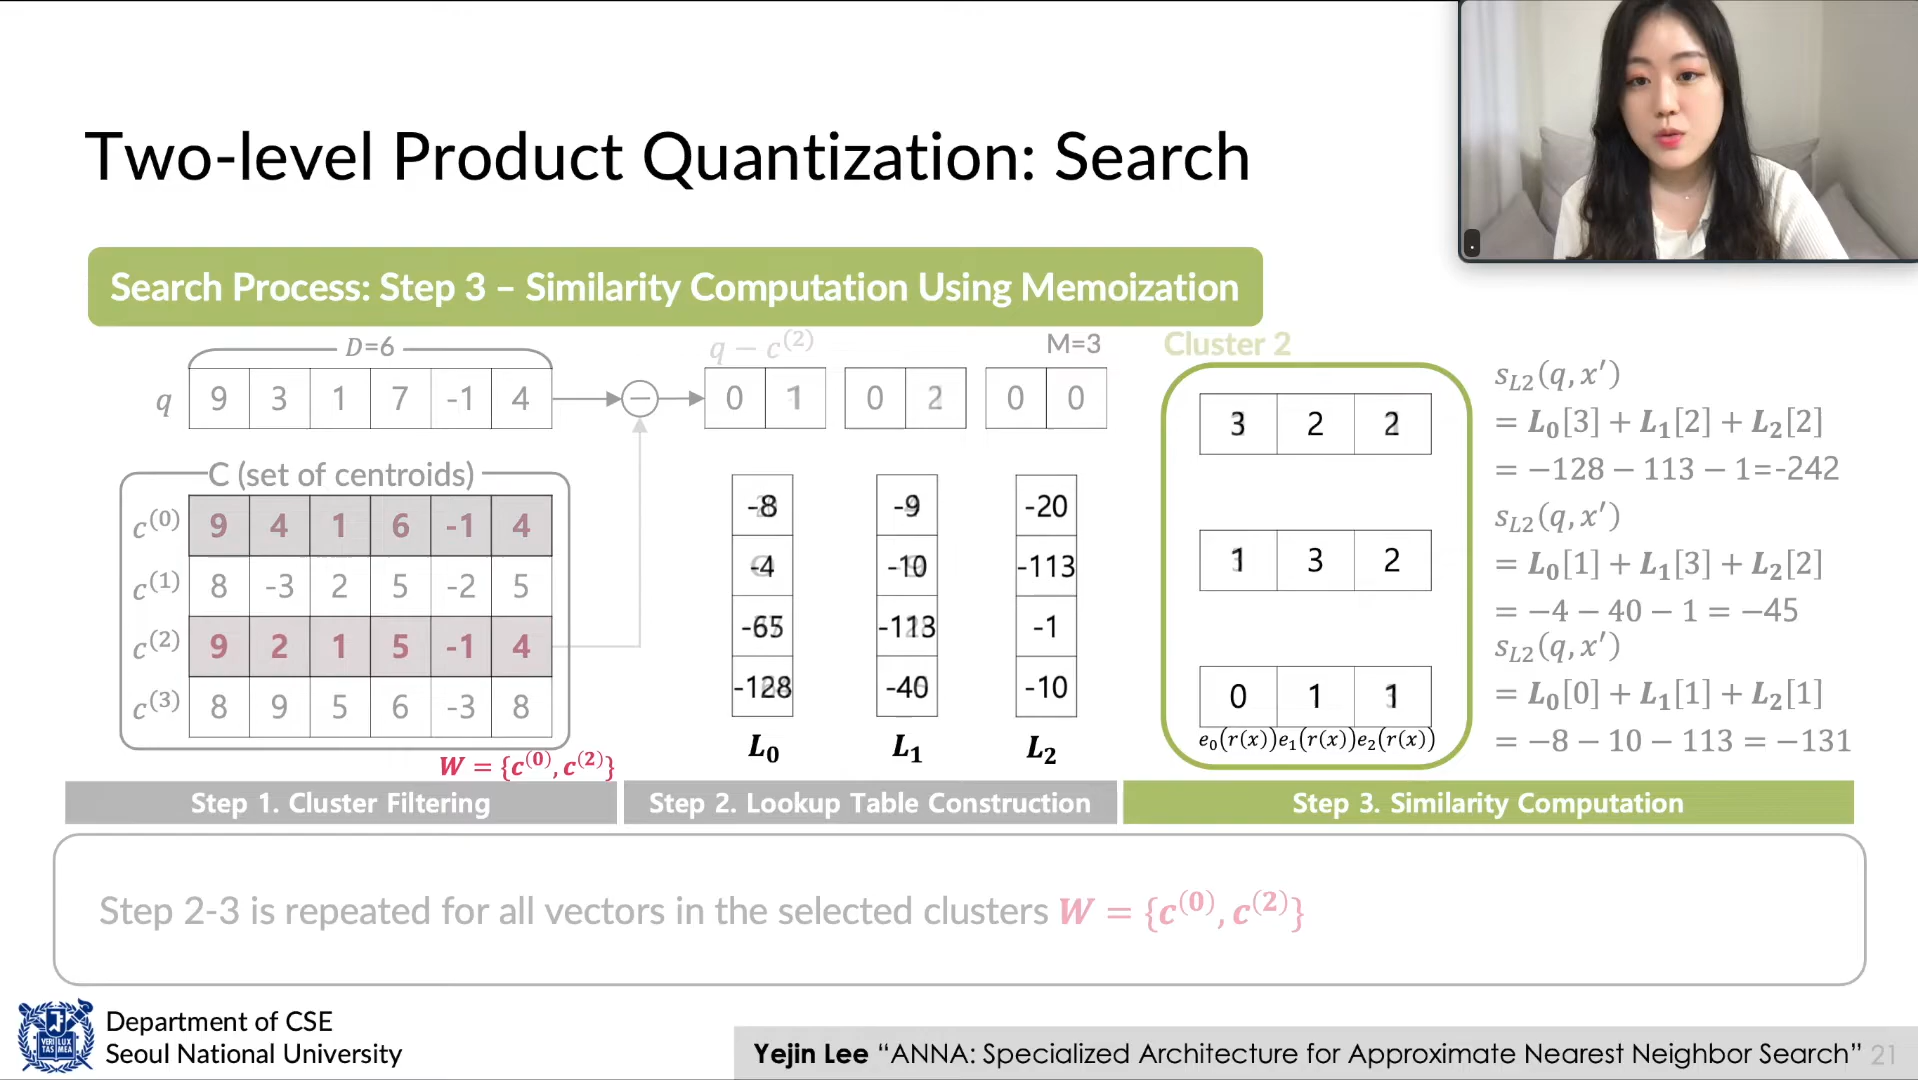 Two-level Product Quantization: Search
Search Process: Step 3 – Similarity Computation Using Memoization
D=6
q 9 3 1 7 -1 4
C (set of centroids)
c⁽⁰⁾ 9 4 1 6 -1 4
c⁽¹⁾ 8 -3 2 5 -2 5
c⁽²⁾ 9 2 1 5 -1 4
c⁽³⁾ 8 9 5 6 -3 8
W = {c⁽⁰⁾, c⁽²⁾}
−
q − c⁽²⁾
M=3
0 1 0 2 0 0
-8 -9 -20
-4 -10 -113
-65 -113 -1
-128 -40 -10
L₀ L₁ L₂
Cluster 2
3 2 2
1 3 2
0 1 1
e₀(r(x)) e₁(r(x)) e₂(r(x))
s_L2(q, x′)
= L₀[3] + L₁[2] + L₂[2]
= −128 − 113 − 1=-242
s_L2(q, x′)
= L₀[1] + L₁[3] + L₂[2]
= −4 − 40 − 1 = −45
s_L2(q, x′)
= L₀[0] + L₁[1] + L₂[1]
= −8 − 10 − 113 = −131
Step 1. Cluster Filtering
Step 2. Lookup Table Construction
Step 3. Similarity Computation
Step 2-3 is repeated for all vectors in the selected clusters W = {c⁽⁰⁾, c⁽²⁾}
Department of CSE
Seoul National University
Yejin Lee “ANNA: Specialized Architecture for Approximate Nearest Neighbor Search” 21